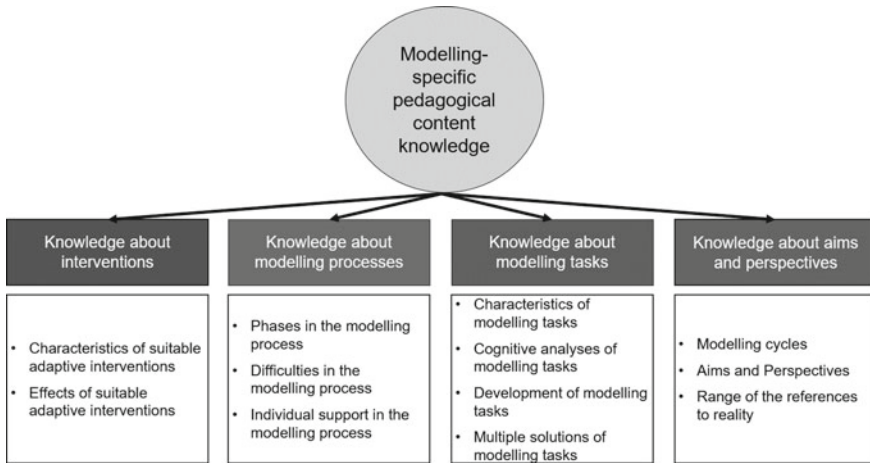 Modelling-
specific
pedagogical
content
knowledge
Knowledge about
interventions
• Characteristics of suitable
adaptive interventions
• Effects of suitable
adaptive interventions
Knowledge about
modelling processes
• Phases in the modelling
process
• Difficulties in the
modelling process
• Individual support in the
modelling process
Knowledge about
modelling tasks
• Characteristics of
modelling tasks
• Cognitive analyses of
modelling tasks
• Development of modelling
tasks
• Multiple solutions of
modelling tasks
Knowledge about aims
and perspectives
• Modelling cycles
• Aims and Perspectives
• Range of the references
to reality